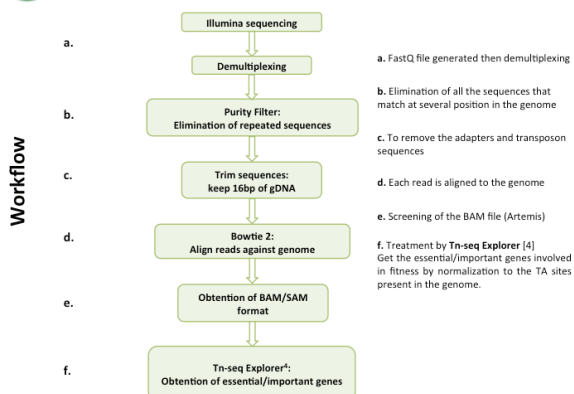 Workflow
a.
Illumina sequencing
Demultiplexing
b.
Purity Filter:
Elimination of repeated sequences
c.
Trim sequences:
keep 16bp of gDNA
d.
Bowtie 2:
Align reads against genome
e.
Obtention of BAM/SAM
format
f.
Tn-seq Explorer⁴:
Obtention of essential/important genes
a. FastQ file generated then demultiplexing
b. Elimination of all the sequences that
match at several position in the genome
c. To remove the adapters and transposon
sequences
d. Each read is aligned to the genome
e. Screening of the BAM file (Artemis)
f. Treatment by Tn-seq Explorer [4]
Get the essential/important genes involved
in fitness by normalization to the TA sites
present in the genome.